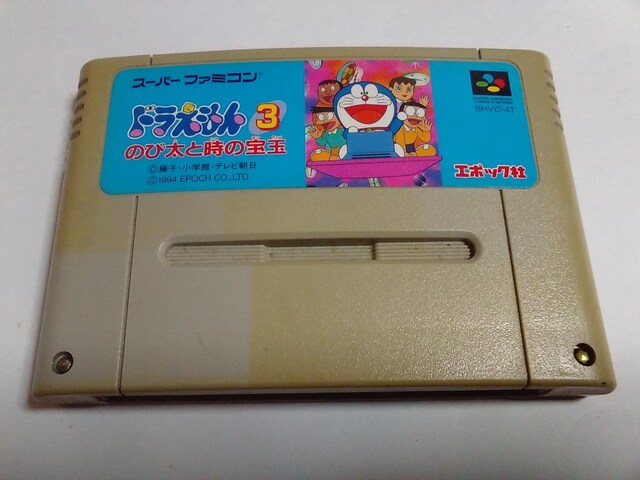 スーパーファミコン
ドラえもん3
のび太と時の宝玉
©藤子・小学館・テレビ朝日
©1994 EPOCH CO., LTD.
SHVC-47
エポック社